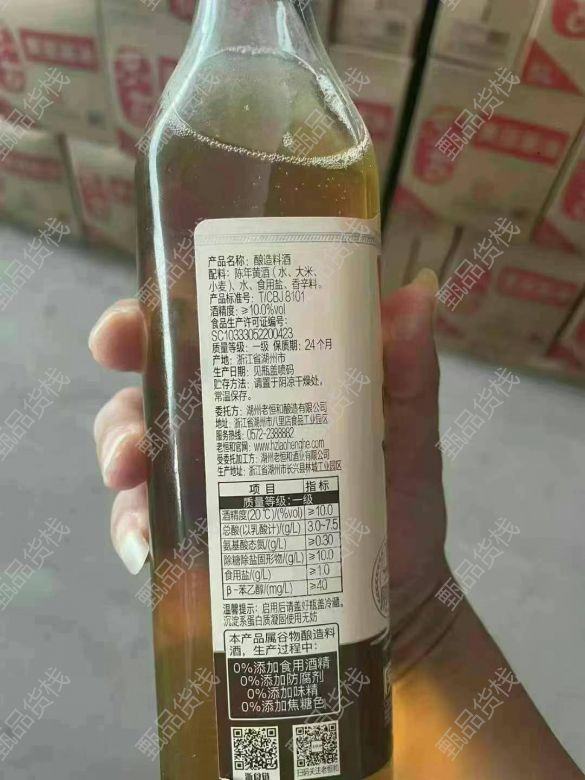 产品名称：酿造料酒
配料：陈年黄酒（水、大米、
小麦）、水、食用盐、香辛料。
产品标准号：T/CBJ 8101
酒精度：≥10.0%vol
食品生产许可证编号：
SC10333052200423
质量等级：一级 保质期：24个月
产地：浙江省湖州市
生产日期：见瓶盖喷码
贮存方法：请置于阴凉干燥处，
常温保存。
委托方：湖州老恒和酿造有限公司
地址：浙江省湖州市八里店食品工业园区
服务热线：0572-2388882
老恒和官网：www.hzlaohenghe.com
受委托加工方：湖州老恒和酒业有限公司
生产地址：浙江省湖州市长兴县林城工业园区
项目 指标
质量等级：一级
酒精度(20℃)/(%vol) ≥10.0
总酸(以乳酸计)/(g/L) 3.0~7.5
氨基酸态氮/(g/L) ≥0.30
除糖除盐固形物/(g/L) ≥10.0
食用盐/(g/L) ≥1.0
β-苯乙醇/(mg/L) ≥40
温馨提示：启用后请盖好瓶盖冷藏。
沉淀系蛋白质凝固使用无妨
本产品属谷物酿造料
酒，生产过程中：
0%添加食用酒精
0%添加防腐剂
0%添加味精
0%添加焦糖色
扫码关注老恒和
甄品货栈